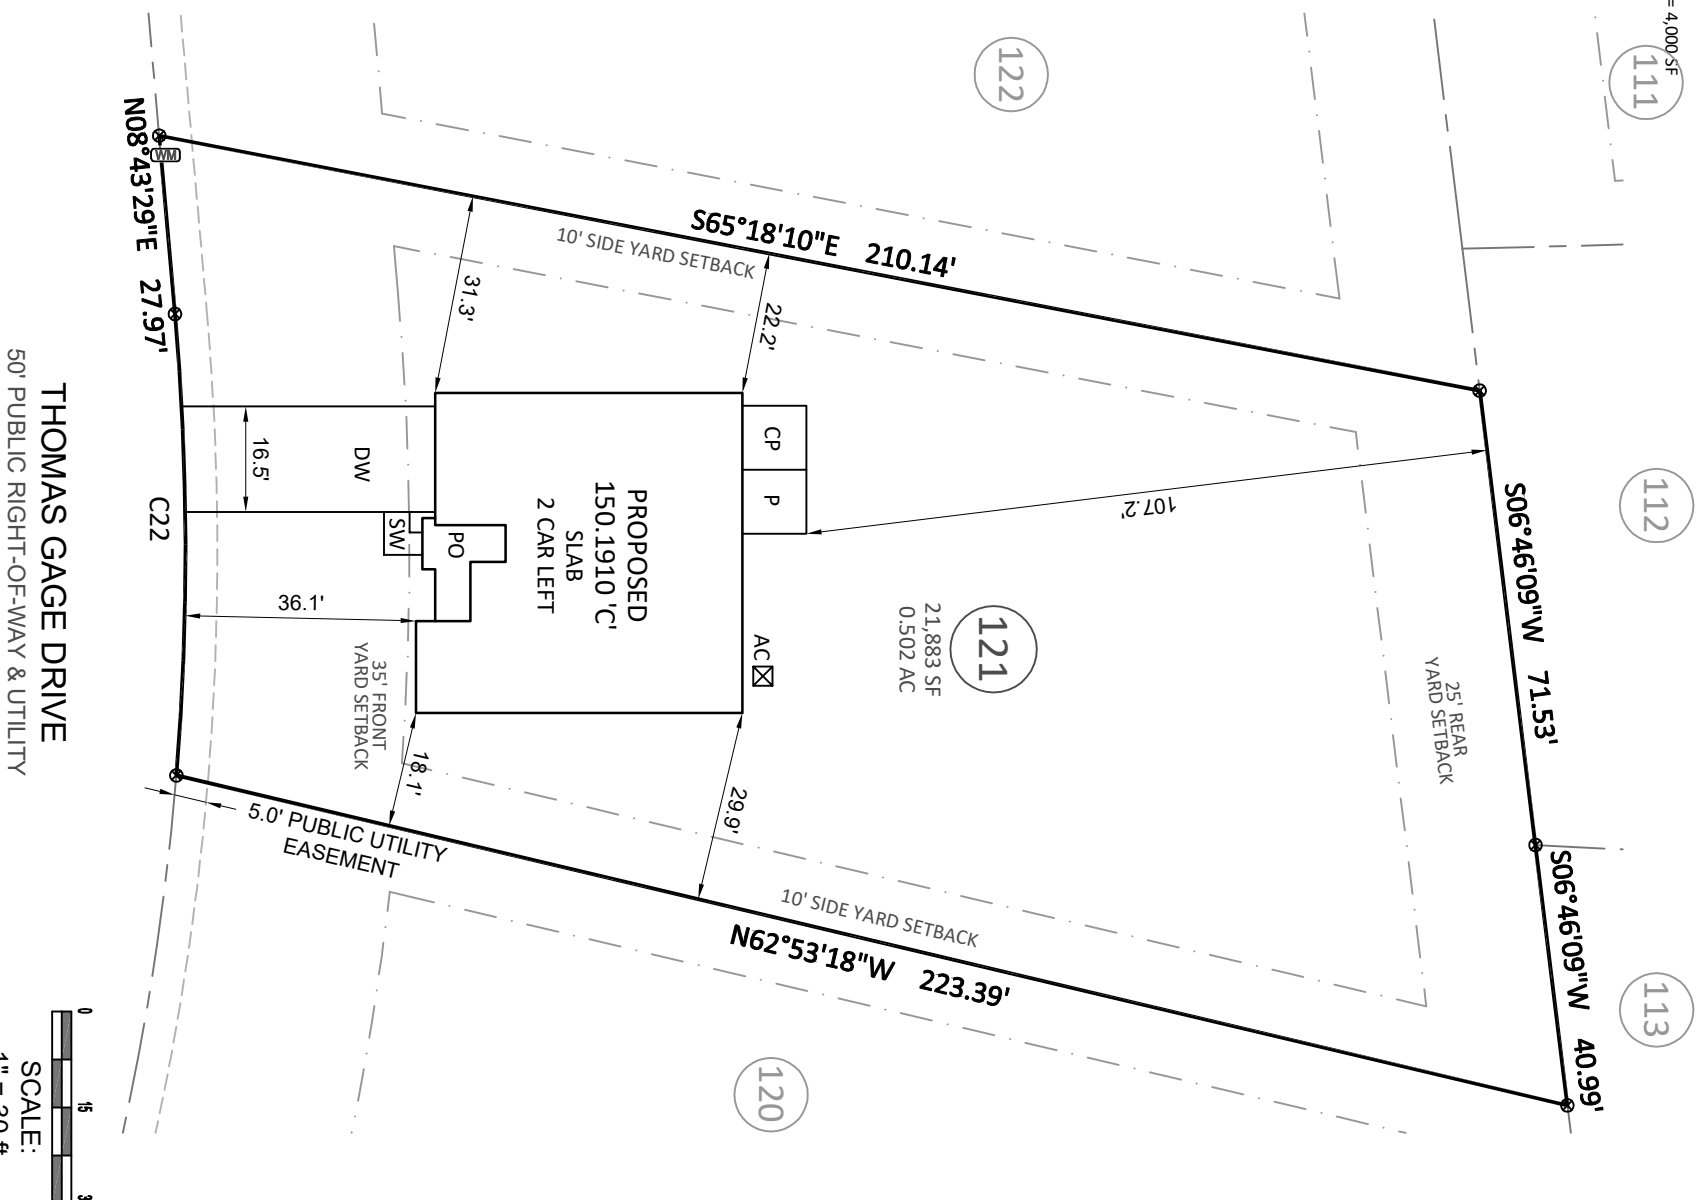 = 4,000 SF
111
122
112
113
120
S65°18'10"E 210.14'
10' SIDE YARD SETBACK
N08°43'29"E 27.97'
WM
31.3'
22.2'
S06°46'09"W 71.53'
S06°46'09"W 40.99'
107.2'
25' REAR
YARD SETBACK
121
21,883 SF
0.502 AC
CP
P
AC
PROPOSED
150.1910 'C'
SLAB
2 CAR LEFT
PO
SW
DW
16.5'
C22
36.1'
35' FRONT
YARD SETBACK
18.1'
29.9'
10' SIDE YARD SETBACK
N62°53'18"W 223.39'
5.0' PUBLIC UTILITY
EASEMENT
THOMAS GAGE DRIVE
50' PUBLIC RIGHT-OF-WAY & UTILITY
0 15
SCALE: